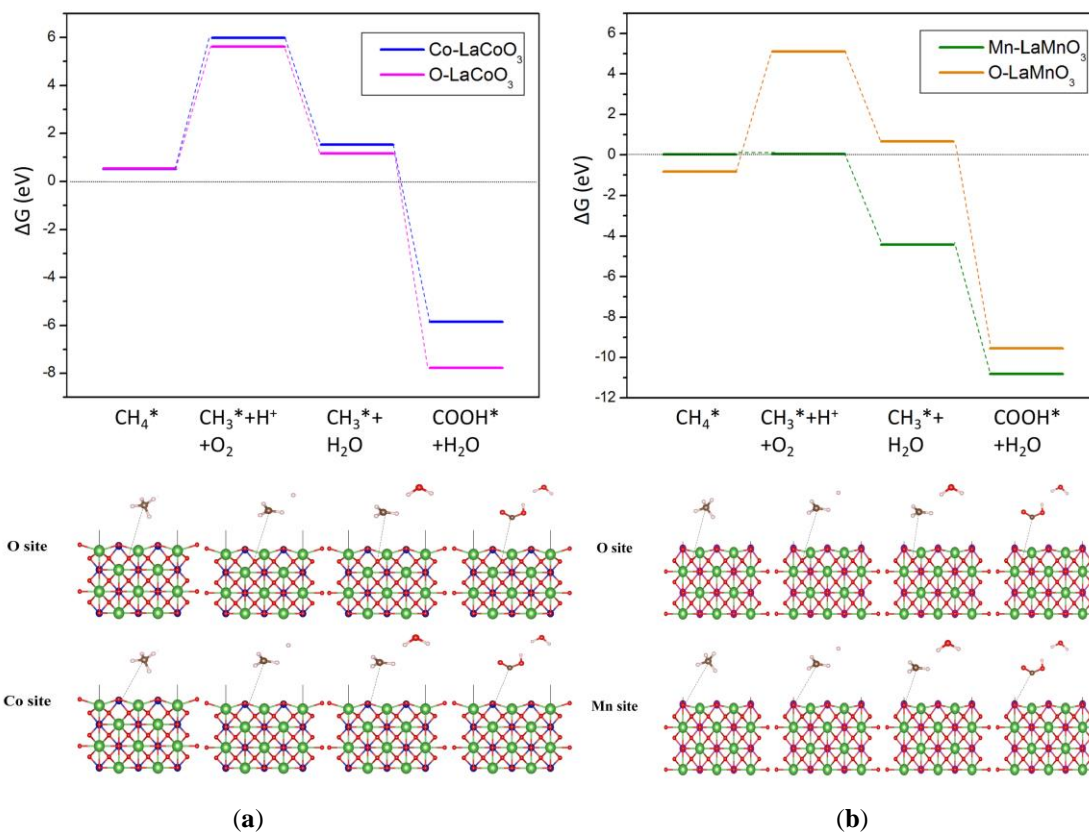 6
4
2
0
-2
-4
-6
-8
ΔG (eV)
Co-LaCoO₃
O-LaCoO₃
CH₄*
CH₃*+H⁺
+O₂
CH₃*+
H₂O
COOH*
+H₂O
O site
Co site
(a)
6
4
2
0
-2
-4
-6
-8
-10
-12
ΔG (eV)
Mn-LaMnO₃
O-LaMnO₃
CH₄*
CH₃*+H⁺
+O₂
CH₃*+
H₂O
COOH*
+H₂O
O site
Mn site
(b)